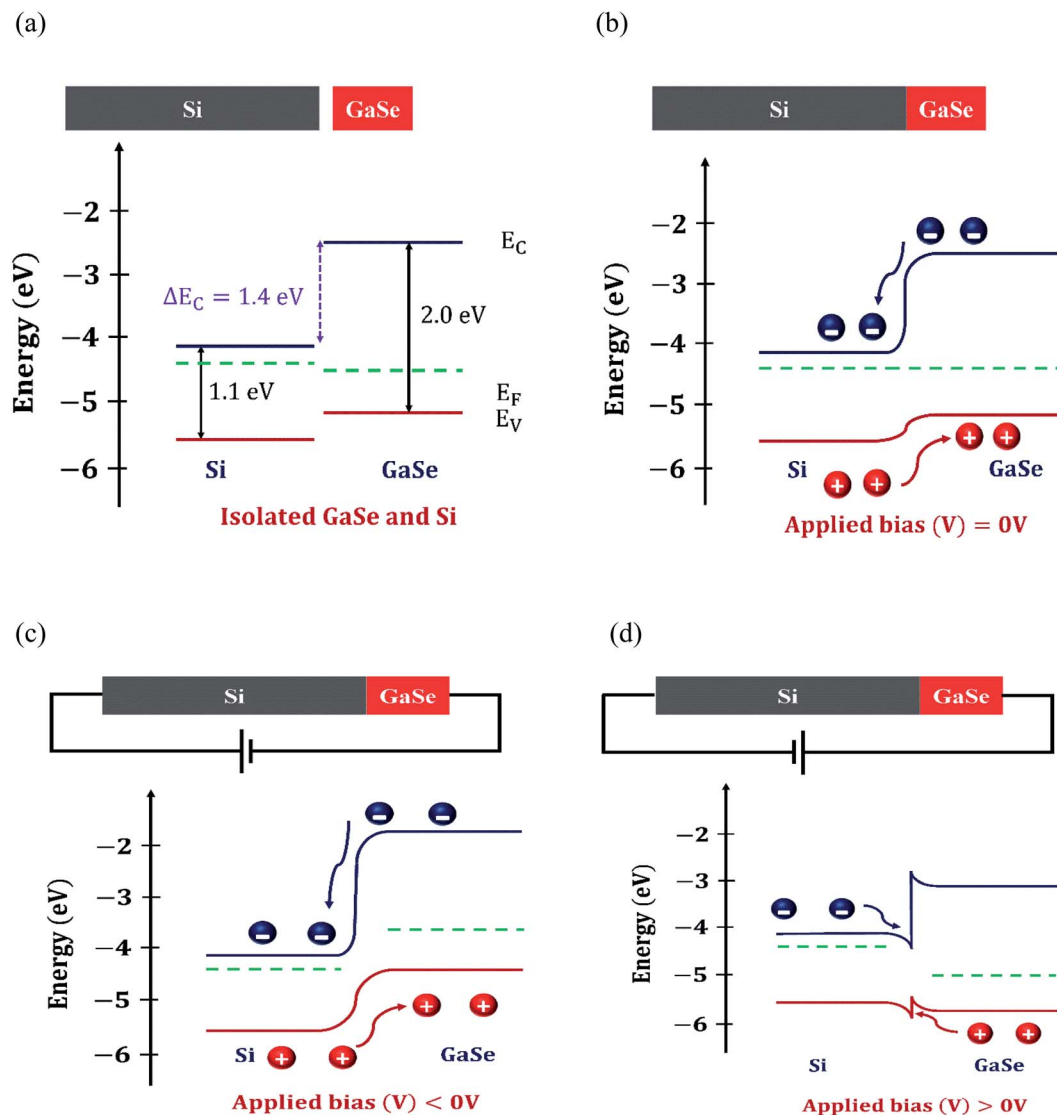 (a)
Si GaSe
Energy (eV)
−2
−3
−4
−5
−6
ΔE_C = 1.4 eV
2.0 eV
1.1 eV
E_C
E_F
E_V
Si GaSe
Isolated GaSe and Si
(b)
Si GaSe
Energy (eV)
−2
−3
−4
−5
−6
Si GaSe
Applied bias (V) = 0V
(c)
Si GaSe
Energy (eV)
−2
−3
−4
−5
−6
Si GaSe
Applied bias (V) < 0V
(d)
Si GaSe
Energy (eV)
−2
−3
−4
−5
−6
Si GaSe
Applied bias (V) > 0V